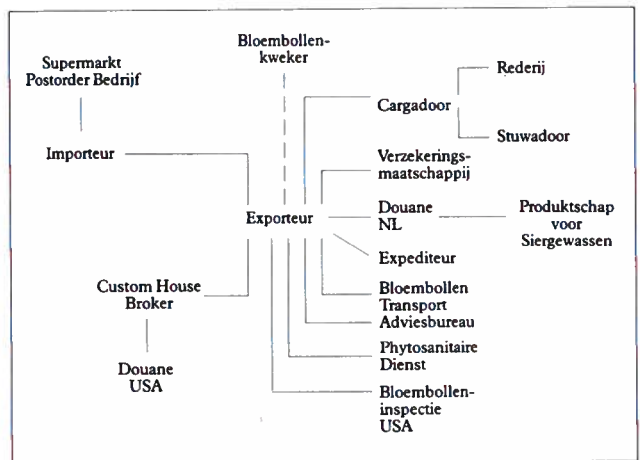 Supermarkt
Postorder Bedrijf
Importeur
Bloembollen-
kweker
Cargadoor
Rederij
Stuwadoor
Verzekerings-
maatschappij
Exporteur
Douane
NL
Produktschap
voor
Siergewassen
Expediteur
Custom House
Broker
Bloembollen
Transport
Adviesbureau
Douane
USA
Phytosanitaire
Dienst
Bloembollen-
inspectie
USA